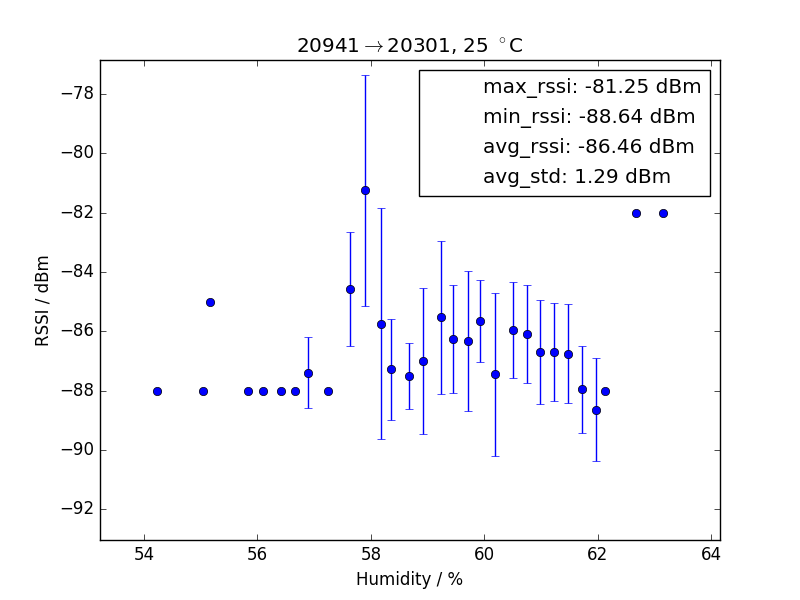 20941→20301, 25 °C
max_rssi: -81.25 dBm
min_rssi: -88.64 dBm
avg_rssi: -86.46 dBm
avg_std: 1.29 dBm
−78
−80
−82
−84
−86
−88
−90
−92
RSSI / dBm
54 56 58 60 62 64
Humidity / %